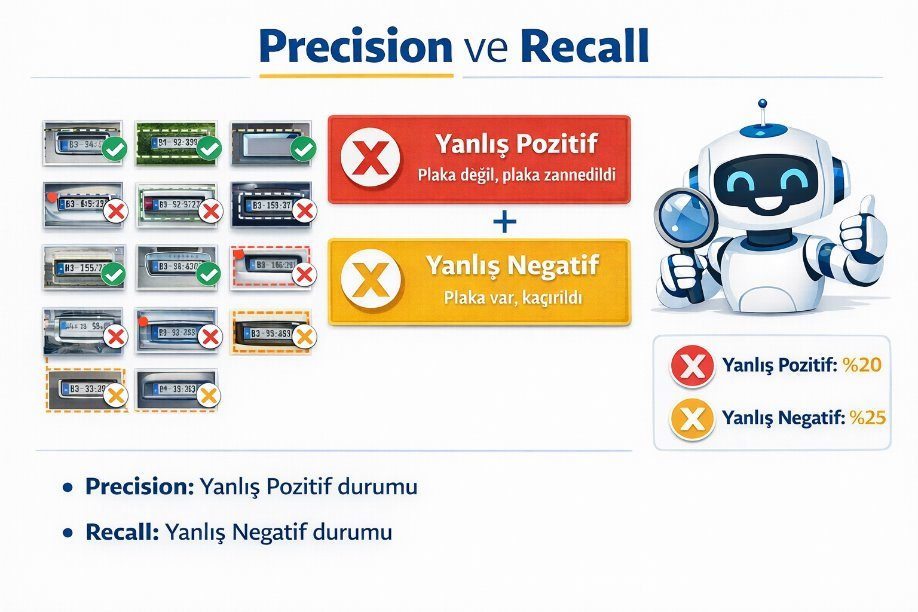 Precision ve Recall
Yanlış Pozitif
Plaka değil, plaka zannedildi
+
Yanlış Negatif
Plaka var, kaçırıldı
Yanlış Pozitif: %20
Yanlış Negatif: %25
• Precision: Yanlış Pozitif durumu
• Recall: Yanlış Negatif durumu